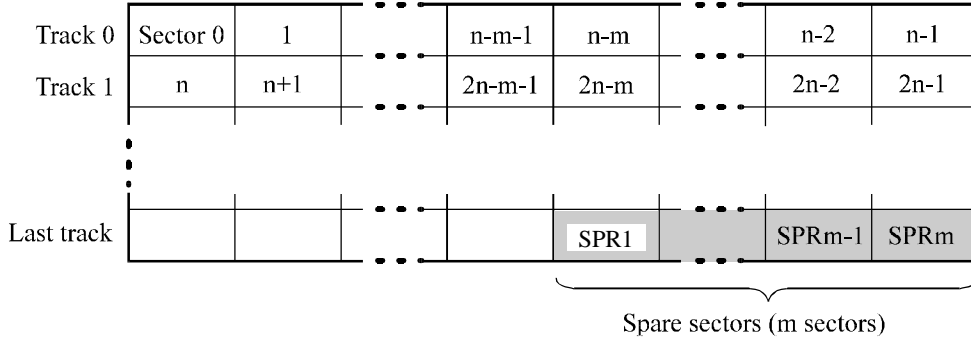 Track 0 Sector 0 1 n-m-1 n-m n-2 n-1
Track 1 n n+1 2n-m-1 2n-m 2n-2 2n-1
Last track SPR1 SPRm-1 SPRm
Spare sectors (m sectors)